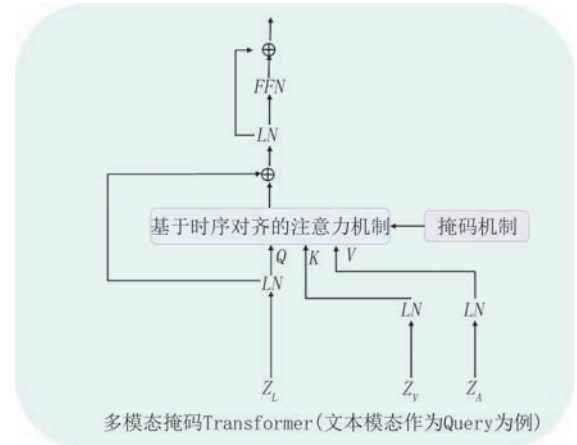 ⊕
FFN
LN
⊕
基于时序对齐的注意力机制 掩码机制
Q K V
LN
LN LN
Z_L Z_V Z_A
多模态掩码Transformer(文本模态作为Query为例)